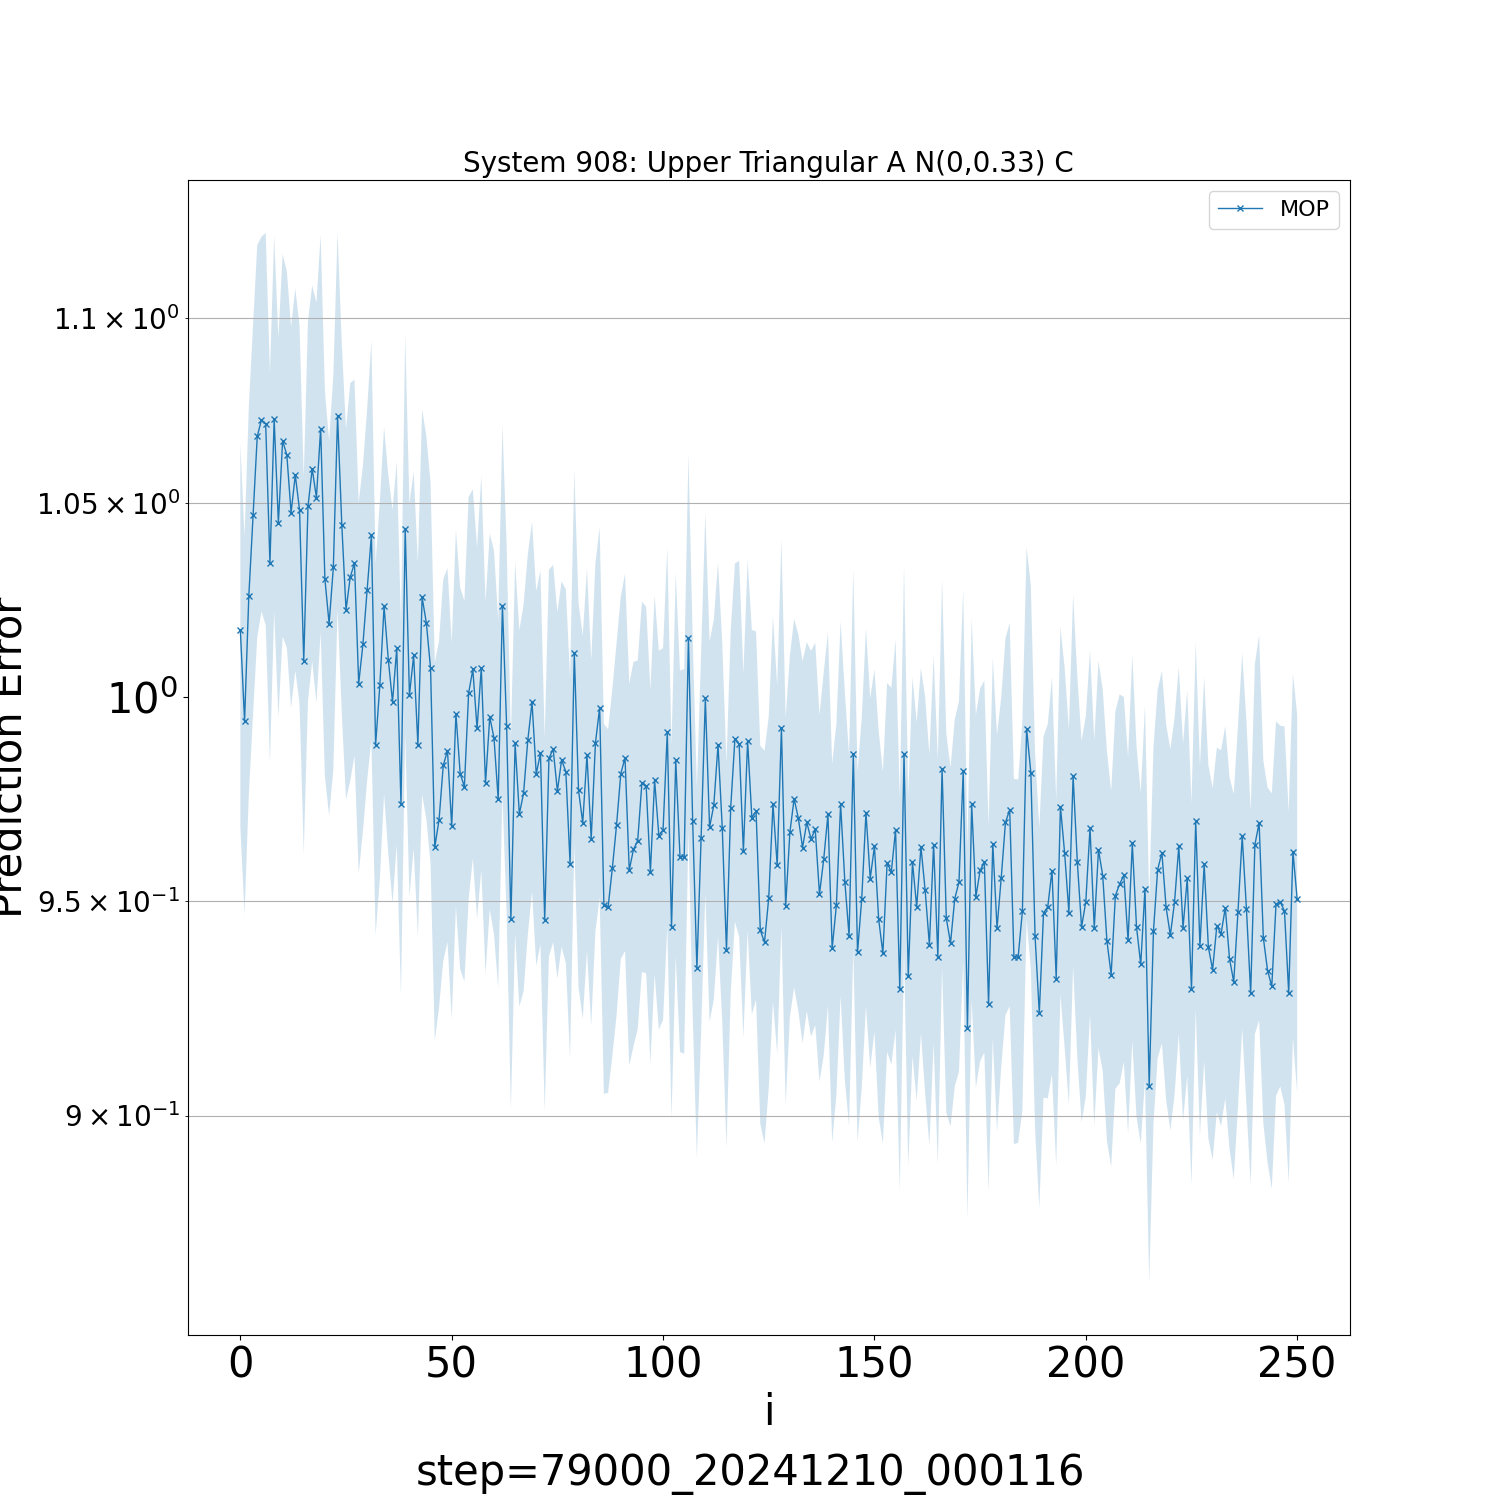 System 908: Upper Triangular A N(0,0.33) C
MOP
1.1 × 10⁰
1.05 × 10⁰
10⁰
9.5 × 10⁻¹
9 × 10⁻¹
Prediction Error
0 50 100 150 200 250
i
step=79000_20241210_000116